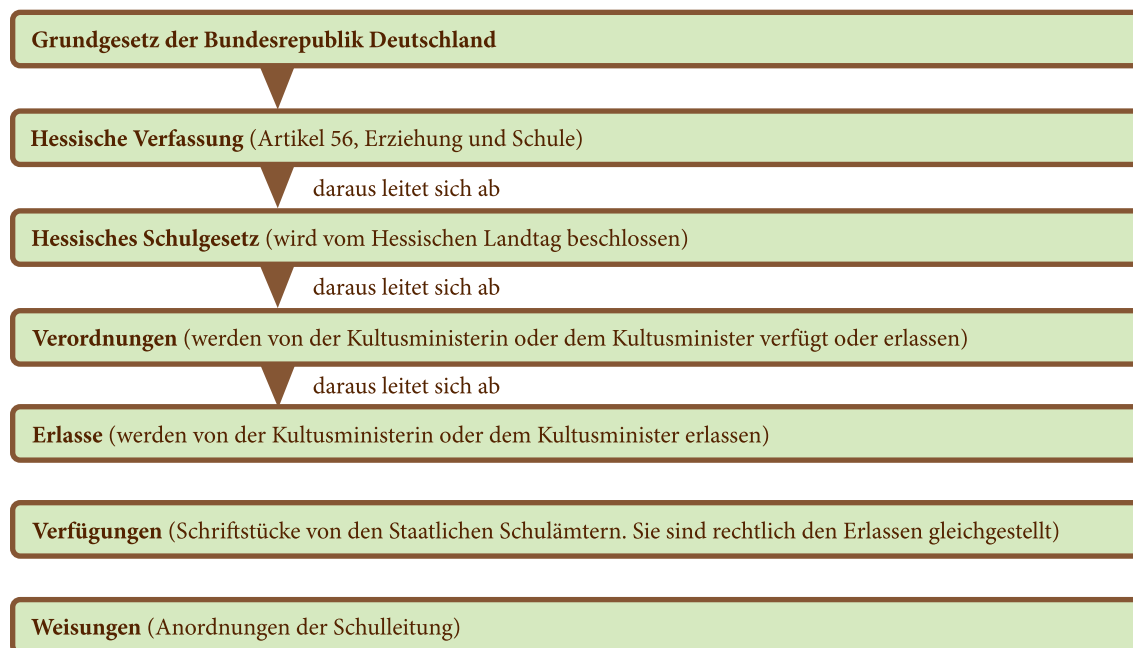 Grundgesetz der Bundesrepublik Deutschland
Hessische Verfassung (Artikel 56, Erziehung und Schule)
daraus leitet sich ab
Hessisches Schulgesetz (wird vom Hessischen Landtag beschlossen)
daraus leitet sich ab
Verordnungen (werden von der Kultusministerin oder dem Kultusminister verfügt oder erlassen)
daraus leitet sich ab
Erlasse (werden von der Kultusministerin oder dem Kultusminister erlassen)
Verfügungen (Schriftstücke von den Staatlichen Schulämtern. Sie sind rechtlich den Erlassen gleichgestellt)
Weisungen (Anordnungen der Schulleitung)